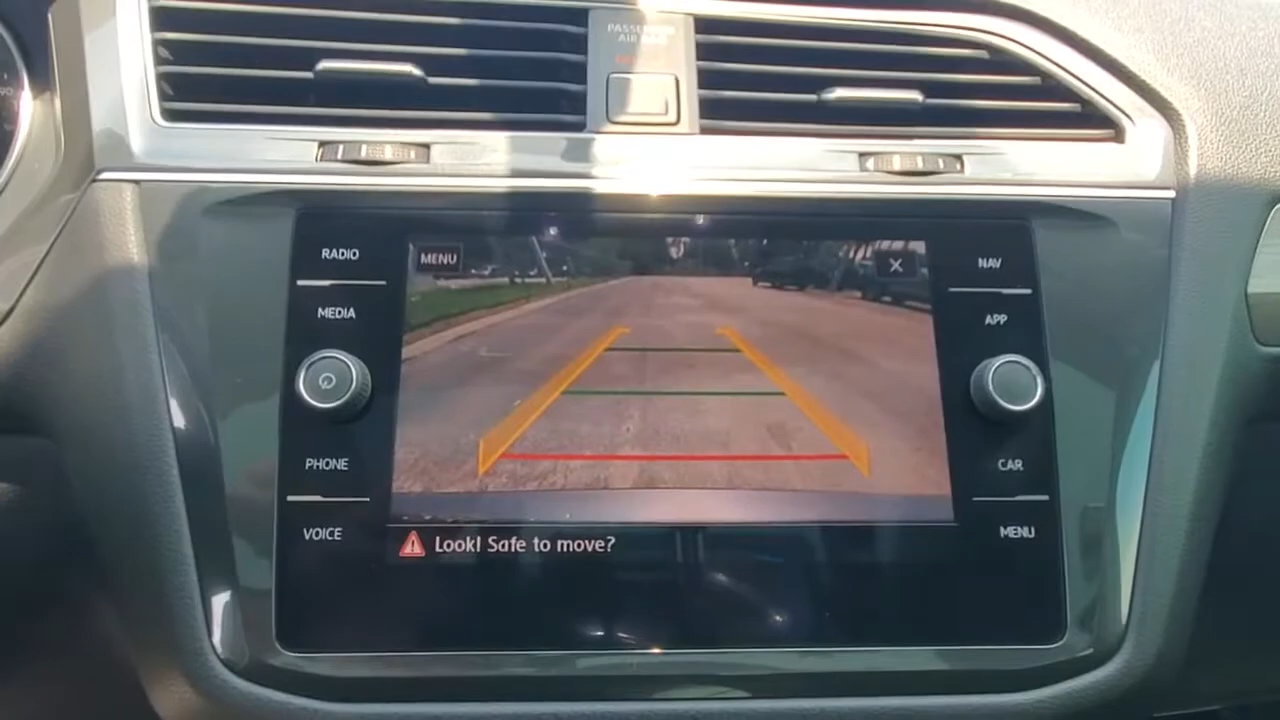 PASSENGER
AIR BAG
RADIO
MEDIA
PHONE
VOICE
MENU
X
Look! Safe to move?
NAV
APP
CAR
MENU